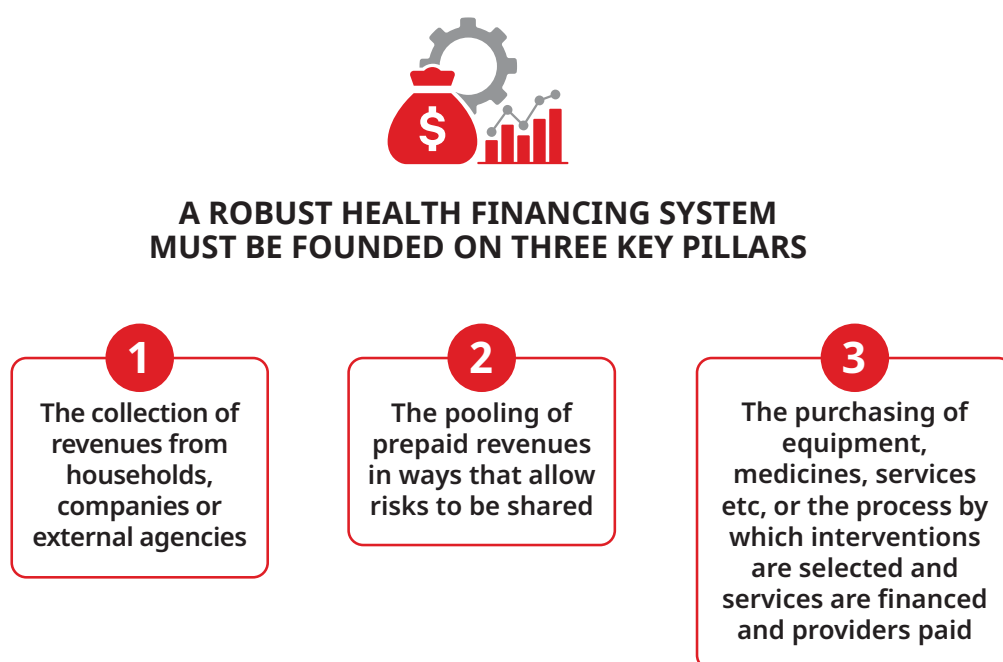 $
A ROBUST HEALTH FINANCING SYSTEM
MUST BE FOUNDED ON THREE KEY PILLARS
1
The collection of
revenues from
households,
companies or
external agencies
2
The pooling of
prepaid revenues
in ways that allow
risks to be shared
3
The purchasing of
equipment,
medicines, services
etc, or the process by
which interventions
are selected and
services are financed
and providers paid